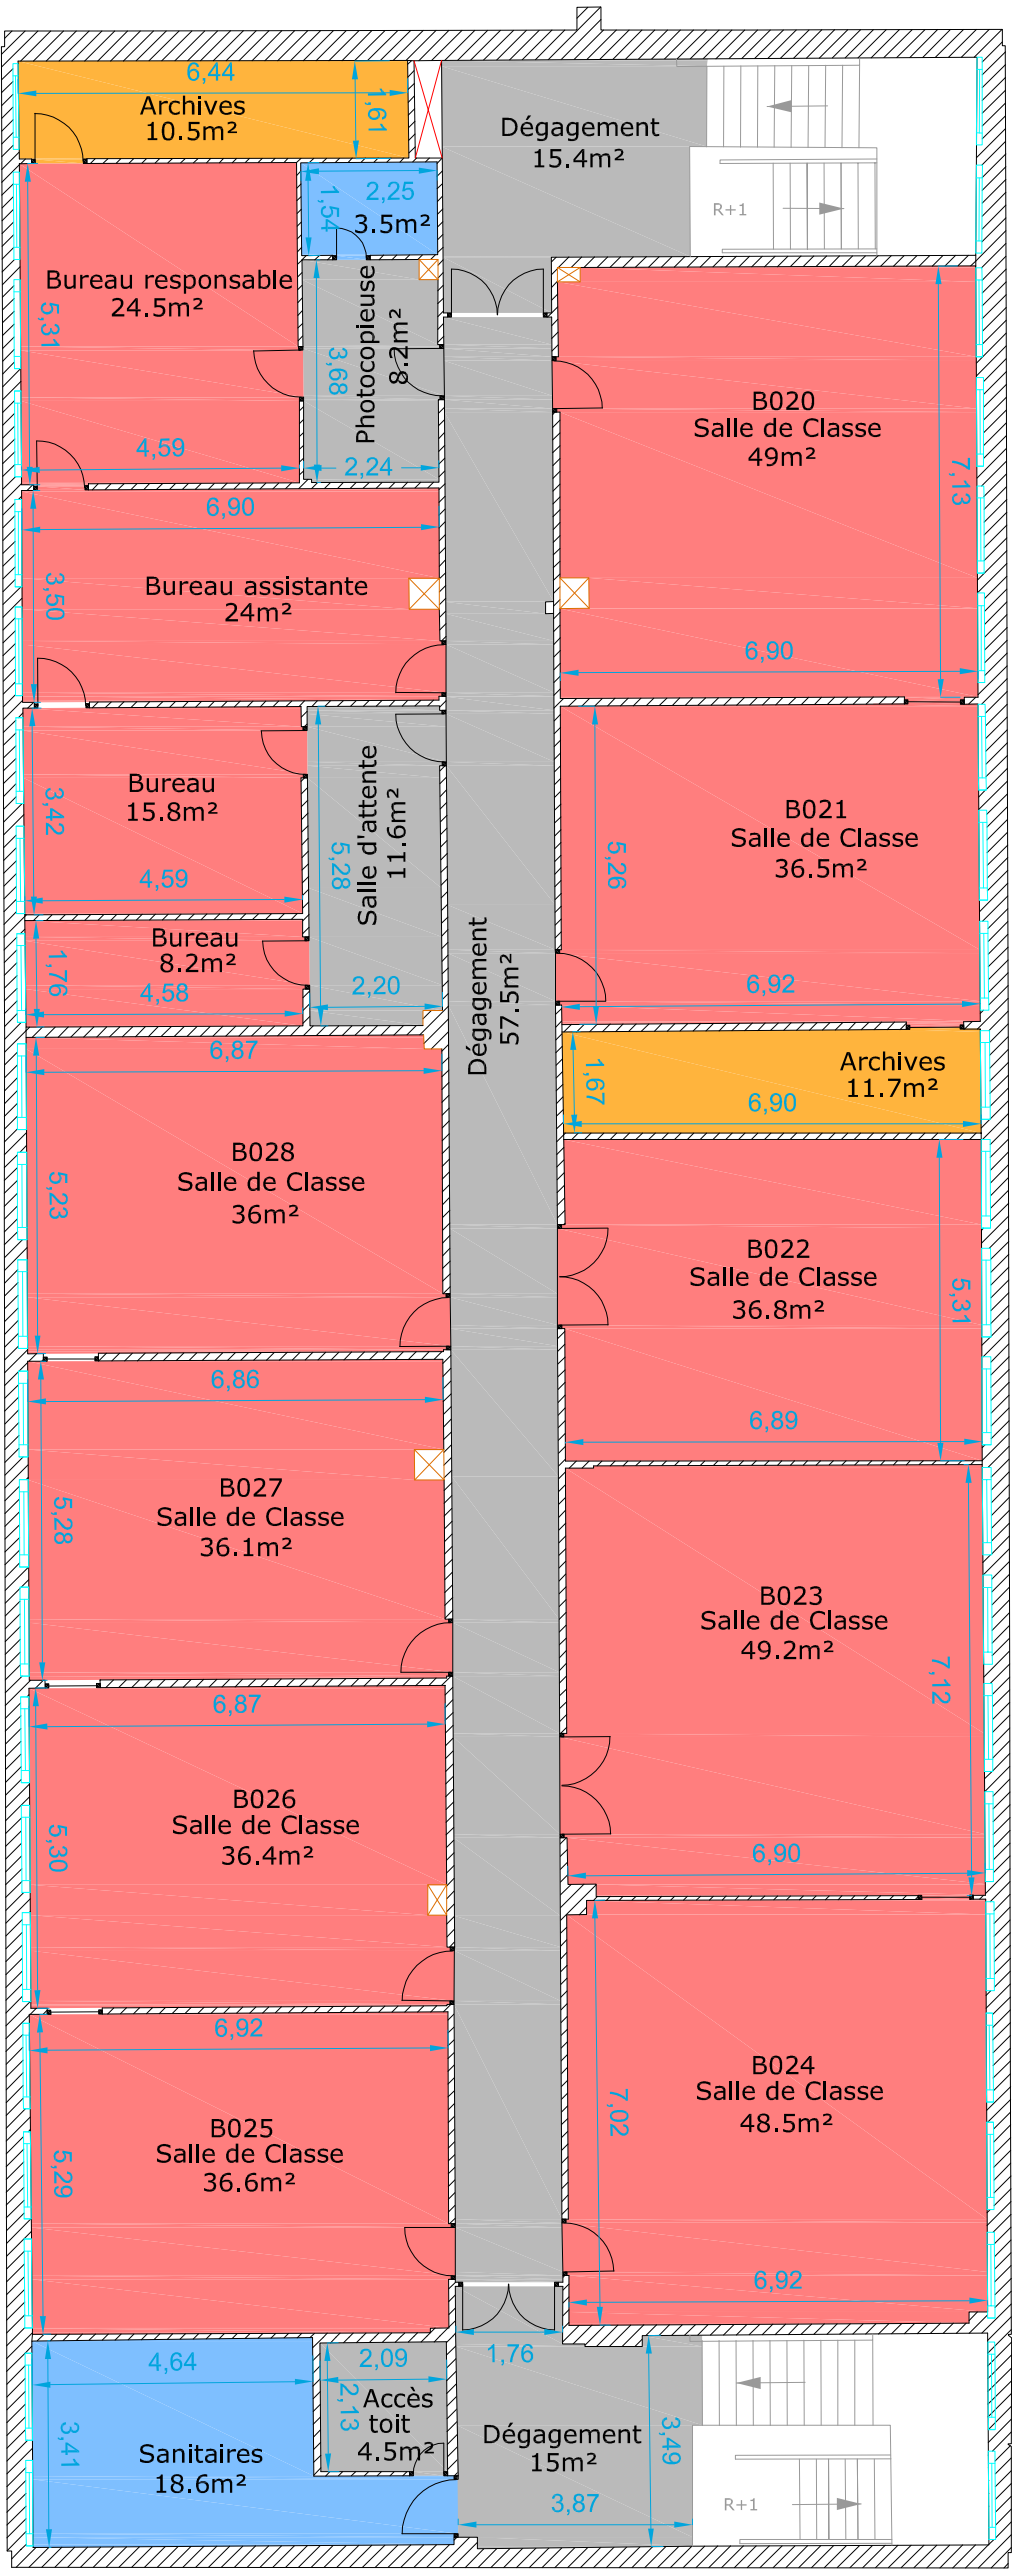 6,44
Archives
10.5m²
1,61
Dégagement
15.4m²
R+1
2,25
3.5m²
1,54
Bureau responsable
24.5m²
5,31
4,59
Photocopieuse
8.2m²
3,68
2,24
B020
Salle de Classe
49m²
7,13
6,90
6,90
Bureau assistante
24m²
3,50
Bureau
15.8m²
3,42
4,59
Salle d'attente
11.6m²
5,28
2,20
B021
Salle de Classe
36.5m²
5,26
6,92
Bureau
8.2m²
1,76
4,58
Dégagement
57.5m²
Archives
11.7m²
1,67
6,90
6,87
B028
Salle de Classe
36m²
5,23
B022
Salle de Classe
36.8m²
5,31
6,89
6,86
B027
Salle de Classe
36.1m²
5,28
B023
Salle de Classe
49.2m²
7,12
6,90
6,87
B026
Salle de Classe
36.4m²
5,30
B024
Salle de Classe
48.5m²
7,02
6,92
6,92
B025
Salle de Classe
36.6m²
5,29
4,64
3,41
Sanitaires
18.6m²
2,09
2,13
Accès
toit
4.5m²
1,76
Dégagement
15m²
3,49
3,87
R+1